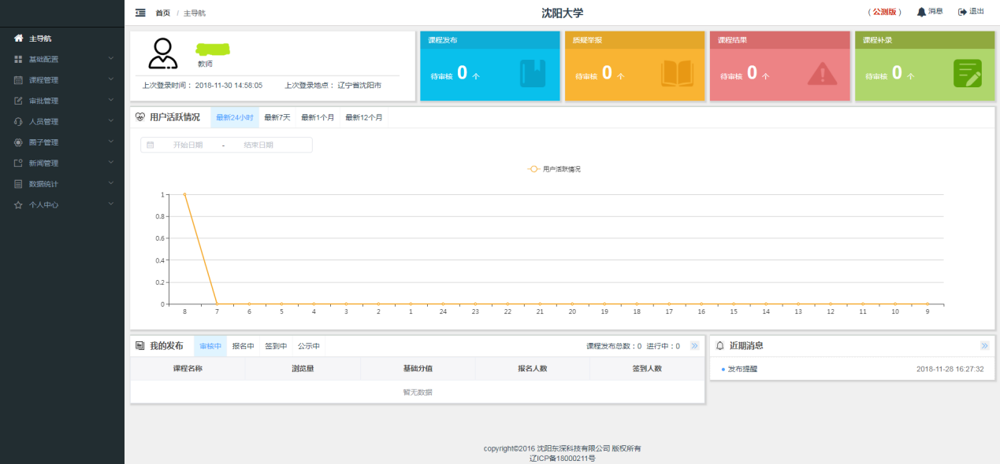 首页 / 主导航
沈阳大学
（ 公测版 ） 消息 退出
主导航
基础配置
课程管理
审批管理
人员管理
圈子管理
新闻管理
数据统计
个人中心
教师
上次登录时间： 2018-11-30 14:58:05 上次登录地点： 辽宁省沈阳市
课程发布
待审核 0 个
质疑举报
待审核 0 个
课程结果
待审核 0 个
课程补录
待审核 0 个
用户活跃情况 最新24小时 最新7天 最新1个月 最新12个月
开始日期 - 结束日期
用户活跃情况
1
0.8
0.6
0.4
0.2
0
8 7 6 5 4 3 2 1 24 23 22 21 20 19 18 17 16 15 14 13 12 11 10 9
我的发布 审核中 报名中 签到中 公示中 课程发布总数：0 进行中：0
课程名称 浏览量 基础分值 报名人数 签到人数
暂无数据
近期消息
发布提醒 2018-11-28 16:27:32
copyright©2016 沈阳东深科技有限公司 版权所有
辽ICP备18000211号